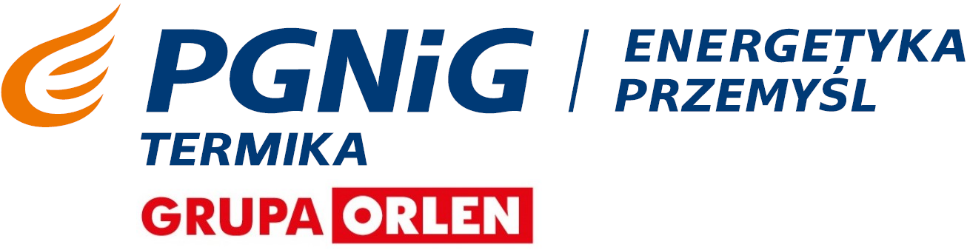 PGNiG
TERMIKA
ENERGETYKA
PRZEMYŚL
GRUPA ORLEN